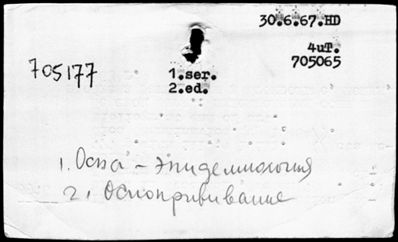 30.6.67.HD
4uT.
705065
705177
1.ser.
2.ed.
1. Оспа - эпидемиология
2. Оспопрививание